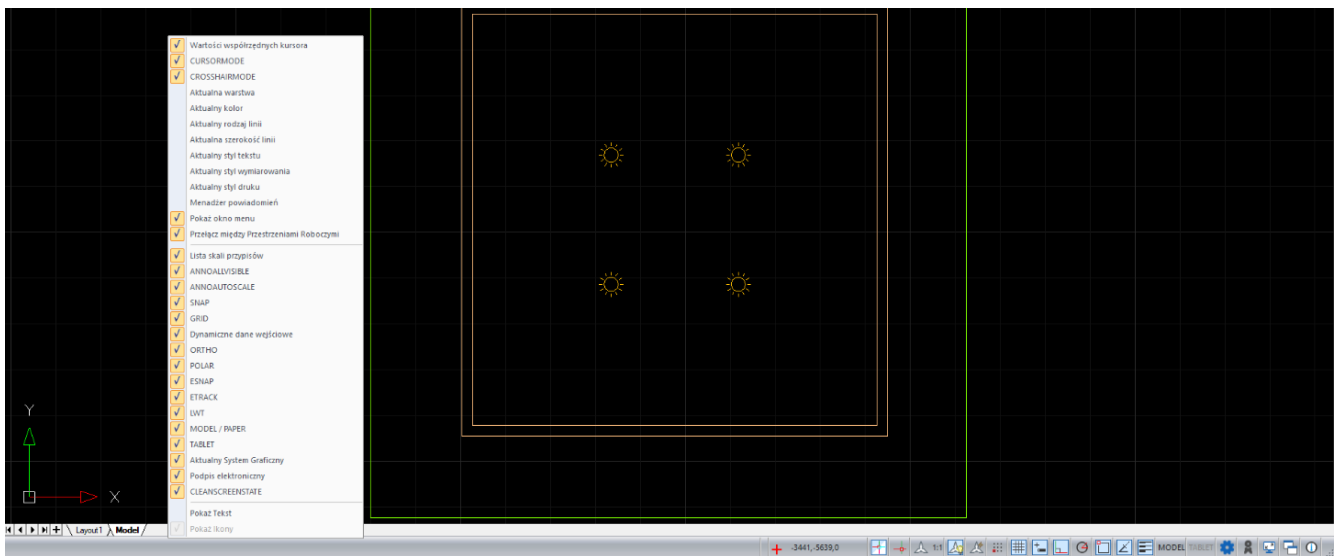 Wartości współrzędnych kursora
CURSORMODE
CROSSHAIRMODE
Aktualna warstwa
Aktualny kolor
Aktualny rodzaj linii
Aktualna szerokość linii
Aktualny styl tekstu
Aktualny styl wymiarowania
Aktualny styl druku
Menadżer powiadomień
Pokaż okno menu
Przełącz między Przestrzeniami Roboczymi
Lista skali przypisów
ANNOALLVISIBLE
ANNOAUTOSCALE
SNAP
GRID
Dynamiczne dane wejściowe
ORTHO
POLAR
ESNAP
ETRACK
LWT
MODEL / PAPER
TABLET
Aktualny System Graficzny
Podpis elektroniczny
CLEANSCREENSTATE
Pokaż Tekst
Pokaż Ikony
Y
X
Layout1 Model
-3441,-5639,0 1:1 MODEL TABLET